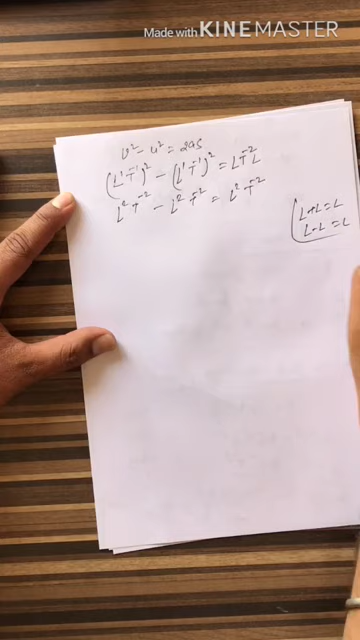 Made with KINEMASTER
v² - u² = 2as
(L¹T⁻¹)² - (L¹T⁻¹)² = LT⁻²L
L²T⁻² - L²T⁻² = L²T⁻²
L+L=L
L-L=L